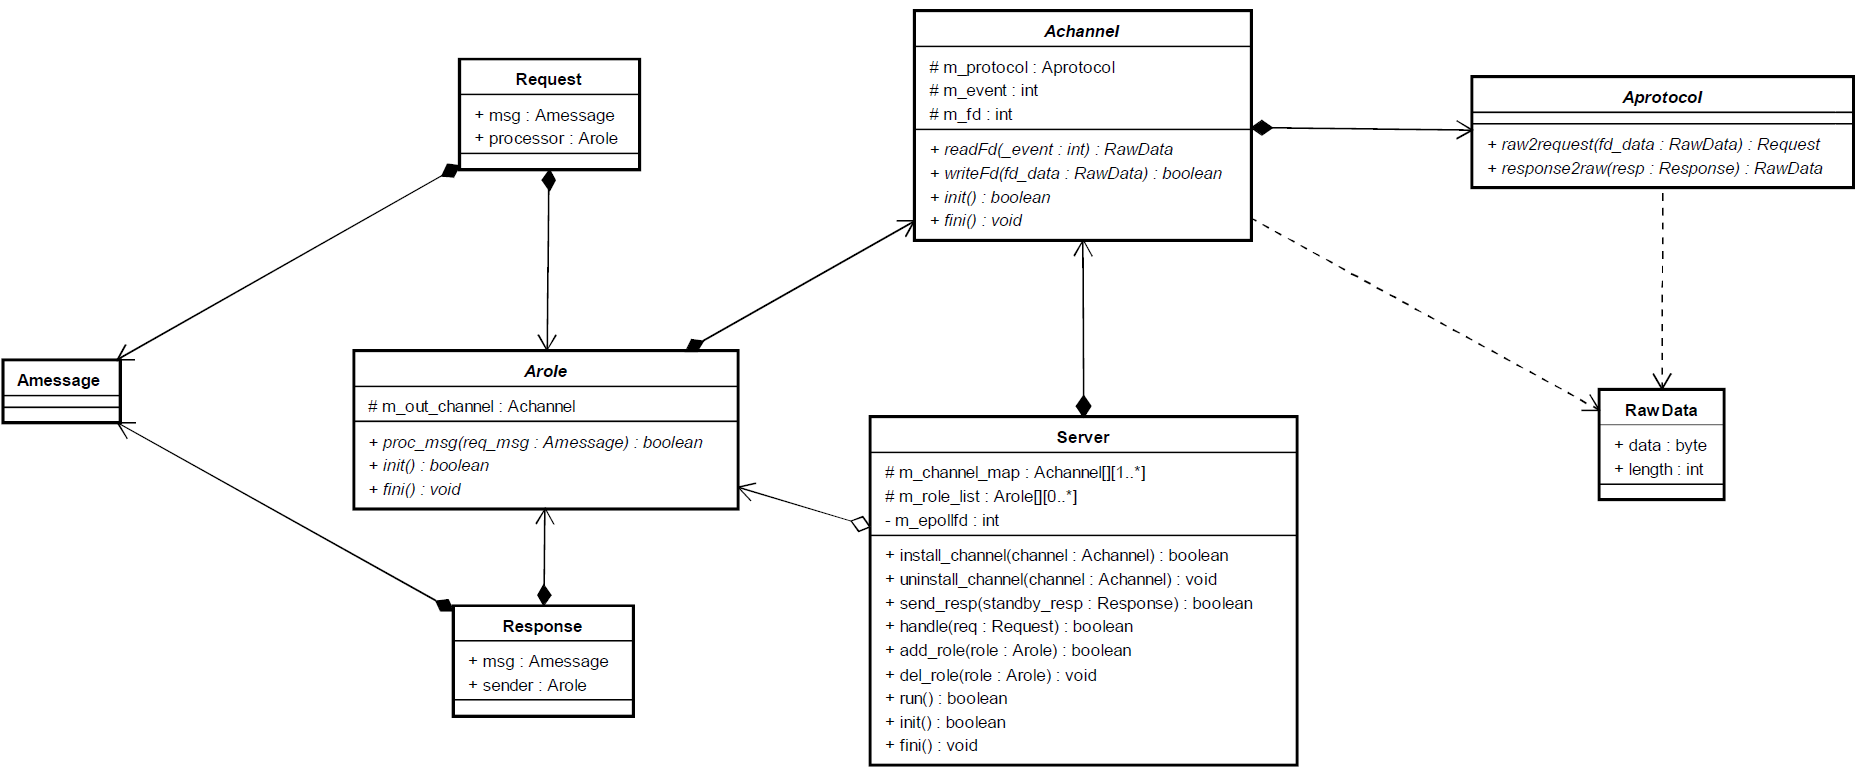 Request
+ msg : Amessage
+ processor : Arole
Achannel
# m_protocol : Aprotocol
# m_event : int
# m_fd : int
+ readFd(_event : int) : RawData
+ writeFd(fd_data : RawData) : boolean
+ init() : boolean
+ fini() : void
Aprotocol
+ raw2request(fd_data : RawData) : Request
+ response2raw(resp : Response) : RawData
Amessage
Arole
# m_out_channel : Achannel
+ proc_msg(req_msg : Amessage) : boolean
+ init() : boolean
+ fini() : void
Server
# m_channel_map : Achannel[][1..*]
# m_role_list : Arole[][0..*]
- m_epollfd : int
+ install_channel(channel : Achannel) : boolean
+ uninstall_channel(channel : Achannel) : void
+ send_resp(standby_resp : Response) : boolean
+ handle(req : Request) : boolean
+ add_role(role : Arole) : boolean
+ del_role(role : Arole) : void
+ run() : boolean
+ init() : boolean
+ fini() : void
RawData
+ data : byte
+ length : int
Response
+ msg : Amessage
+ sender : Arole